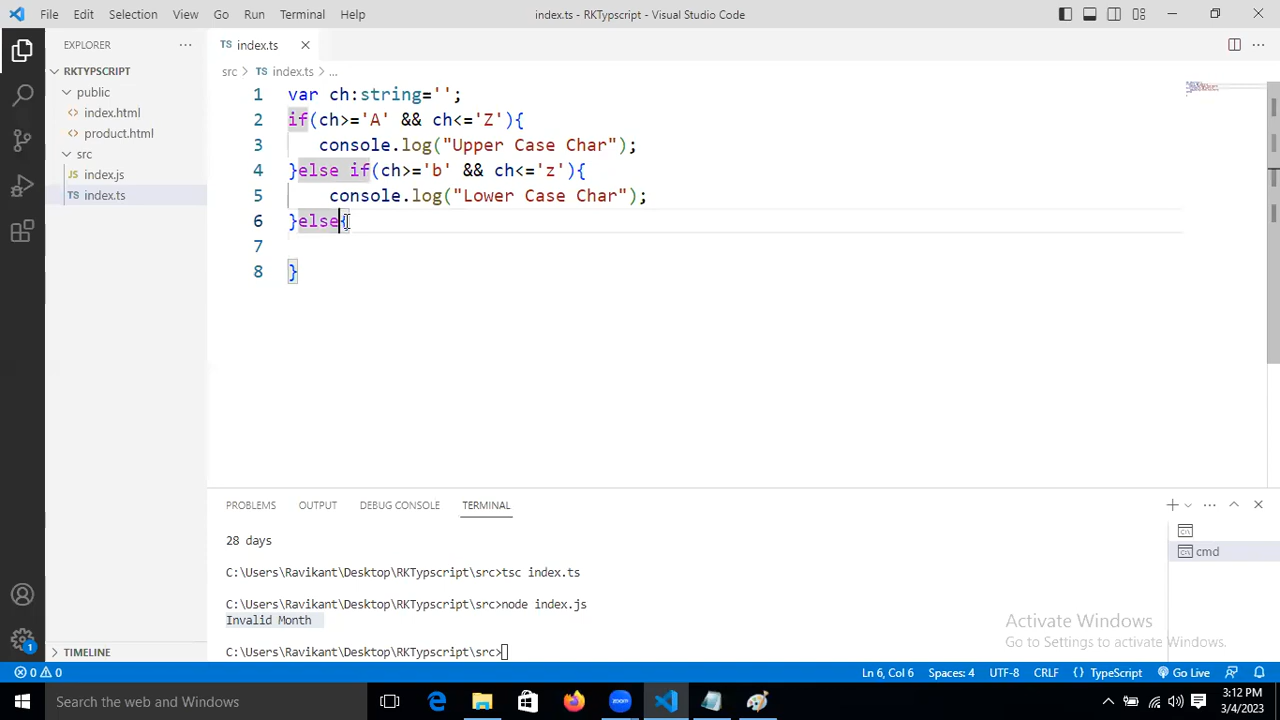 File Edit Selection View Go Run Terminal Help index.ts - RKTypscript - Visual Studio Code
EXPLORER
TS index.ts
RKTYPSCRIPT
src > TS index.ts > ...
public
index.html
product.html
src
JS index.js
TS index.ts
1 var ch:string='';
2 if(ch>='A' && ch<='Z'){
3 console.log("Upper Case Char");
4 }else if(ch>='b' && ch<='z'){
5 console.log("Lower Case Char");
6 }else{
7
8 }
PROBLEMS OUTPUT DEBUG CONSOLE TERMINAL
28 days
C:\Users\Ravikant\Desktop\RKTypscript\src>tsc index.ts
C:\Users\Ravikant\Desktop\RKTypscript\src>node index.js
Invalid Month
C:\Users\Ravikant\Desktop\RKTypscript\src>
cmd
Activate Windows
Go to Settings to activate Windows.
TIMELINE
1
0 0 Ln 6, Col 6 Spaces: 4 UTF-8 CRLF {} TypeScript Go Live
Search the web and Windows
3:12 PM
3/4/2023